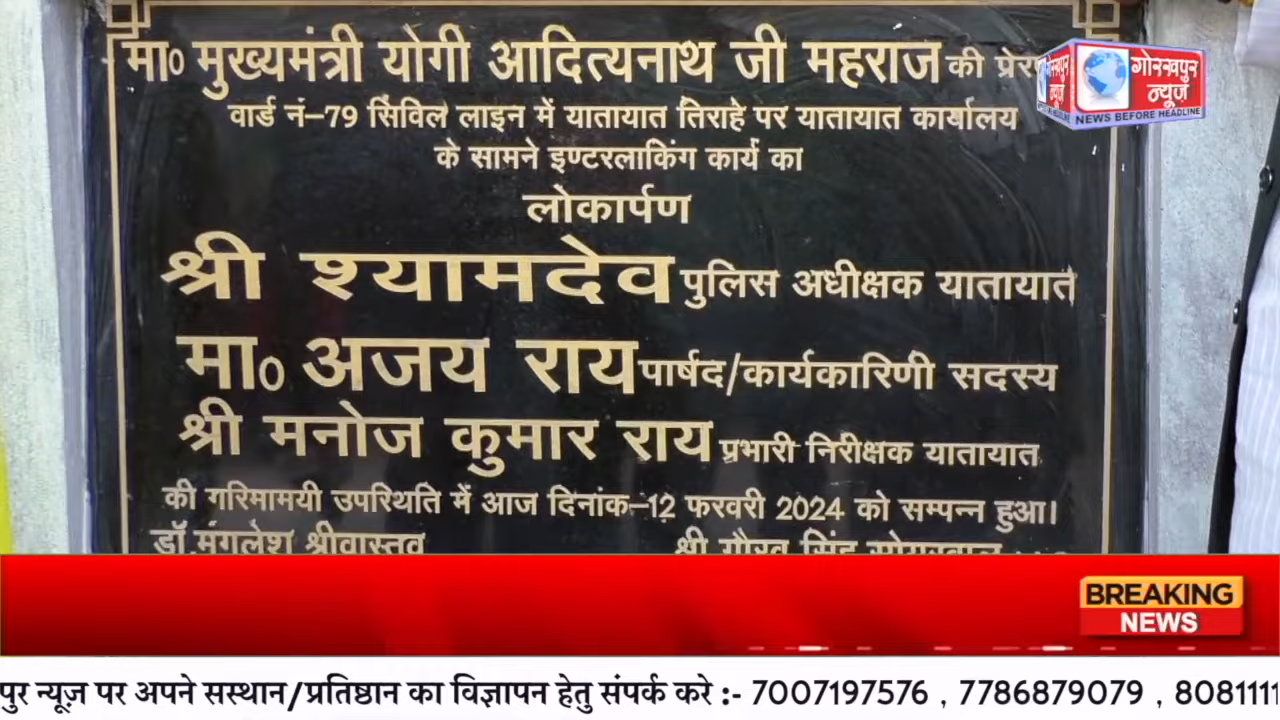 मा० मुख्यमंत्री योगी आदित्यनाथ जी महराज की
वार्ड नं–79 सिविल लाइन में यातायात तिराहे पर यातायात कार्यालय
के सामने इण्टरलाकिंग कार्य का
लोकार्पण
श्री श्यामदेव पुलिस अधीक्षक यातायात
मा० अजय राय पार्षद/कार्यकारिणी सदस्य
श्री मनोज कुमार राय प्रभारी निरीक्षक यातायात
की गरिमामयी उपस्थिति में आज दिनांक–12 फरवरी 2024 को सम्पन्न हुआ।
डॉ. मंगलेश श्रीवास्तव श्री गौरव सिंह
गोरखपुर न्यूज़
NEWS BEFORE HEADLINE
BREAKING
NEWS
पुर न्यूज़ पर अपने सस्थान/प्रतिष्ठान का विज्ञापन हेतु संपर्क करे :- 7007197576 , 7786879079 , 8081111